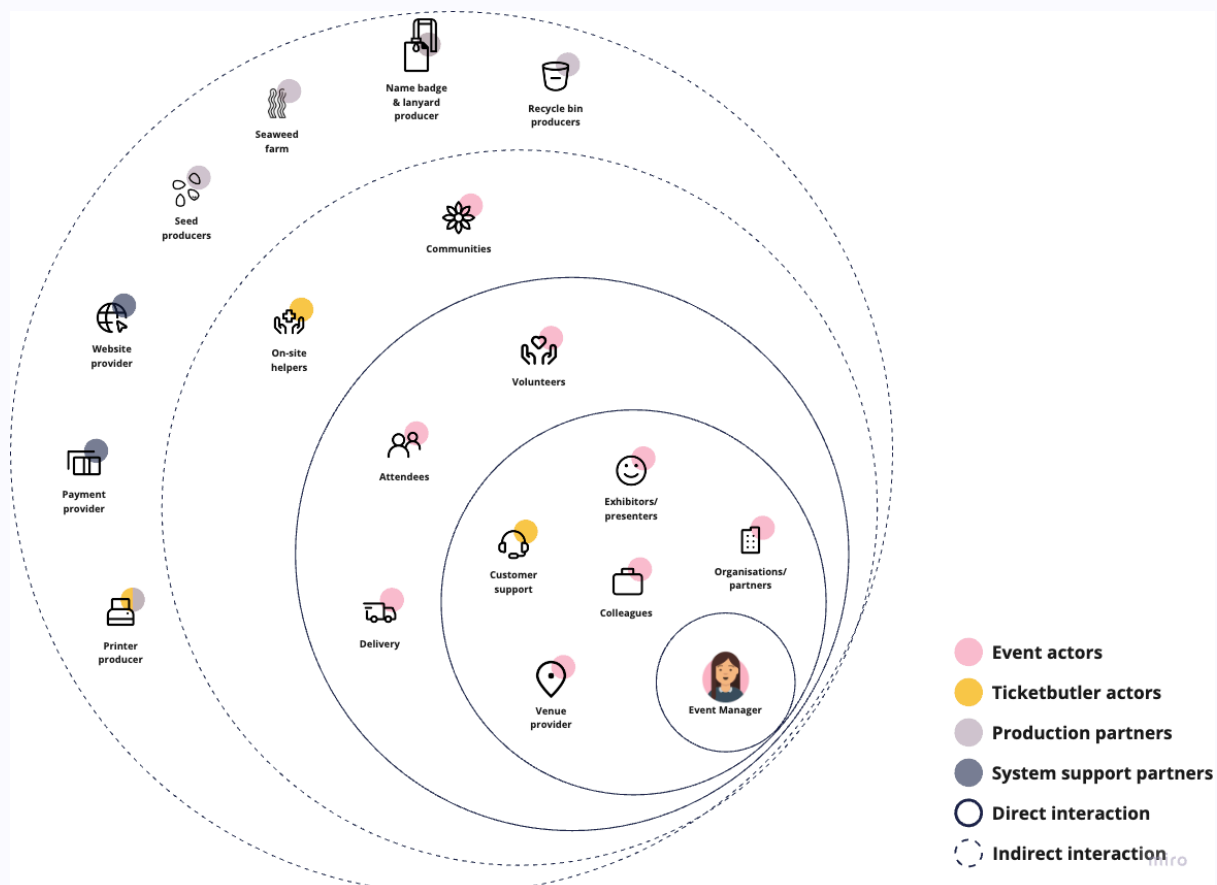 Name badge
& lanyard
producer
Recycle bin
producers
Seaweed
farm
Seed
producers
Communities
Website
provider
On-site
helpers
Volunteers
Attendees
Payment
provider
Exhibitors/
presenters
Customer
support
Organisations/
partners
Colleagues
Printer
producer
Delivery
Venue
provider
Event Manager
Event actors
Ticketbutler actors
Production partners
System support partners
Direct interaction
Indirect interaction
miro